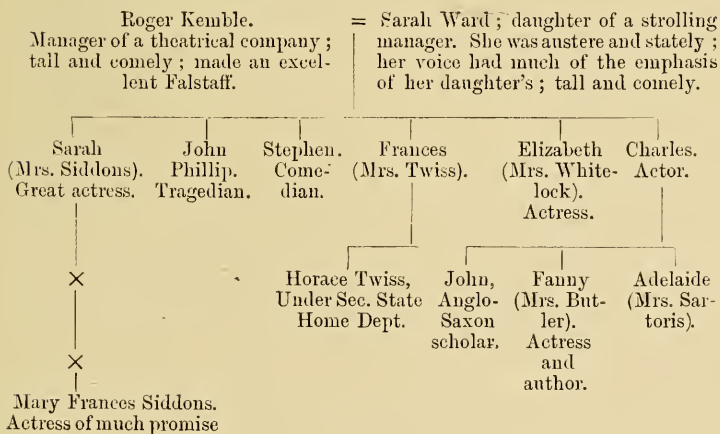 Roger Kemble.
Manager of a theatrical company ;
tall and comely ; made an excel-
lent Falstaff.
= Sarah Ward ; daughter of a strolling
manager. She was austere and stately ;
her voice had much of the emphasis
of her daughter's ; tall and comely.
Sarah
(Mrs. Siddons).
Great actress.
John
Phillip.
Tragedian.
Stephen.
Come-
dian.
Frances
(Mrs. Twiss).
Elizabeth
(Mrs. White-
lock).
Actress.
Charles.
Actor.
×
×
Mary Frances Siddons.
Actress of much promise
Horace Twiss,
Under Sec. State
Home Dept.
John,
Anglo-
Saxon
scholar.
Fanny
(Mrs. But-
ler).
Actress
and
author.
Adelaide
(Mrs. Sar-
toris).